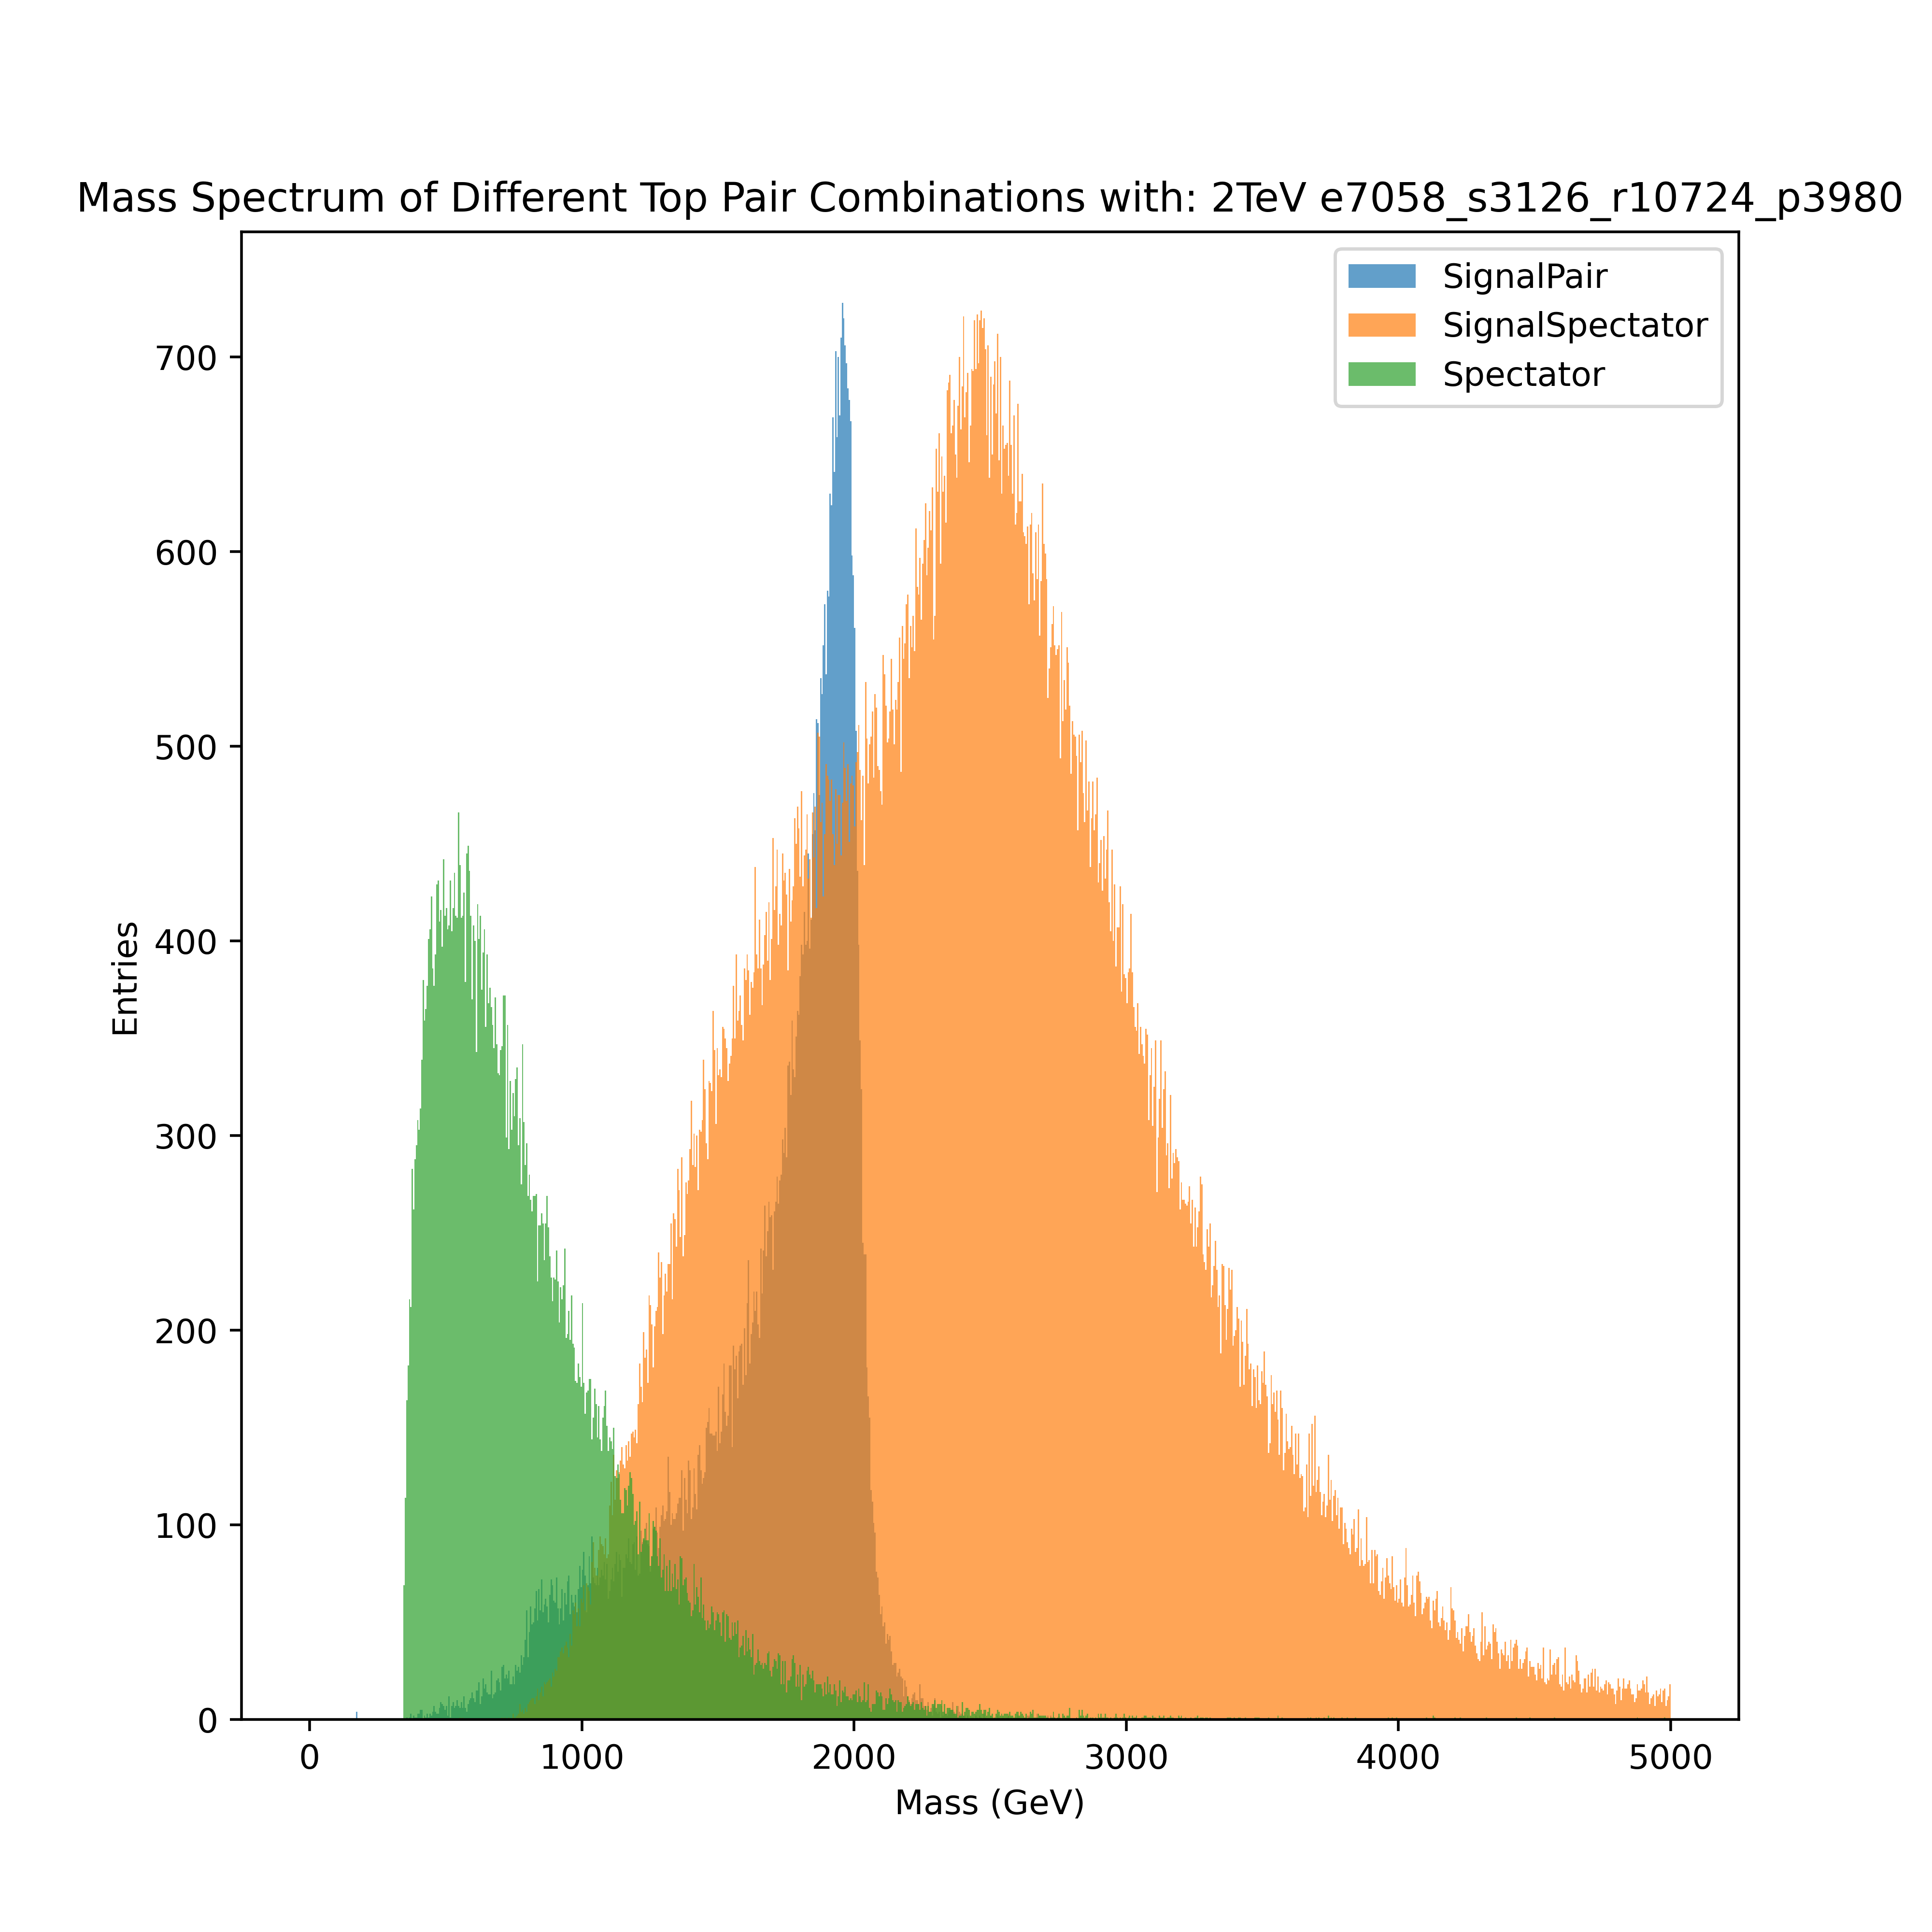 Mass Spectrum of Different Top Pair Combinations with: 2TeV e7058_s3126_r10724_p3980
SignalPair
SignalSpectator
Spectator
700
600
500
400
300
200
100
0
Entries
0 1000 2000 3000 4000 5000
Mass (GeV)